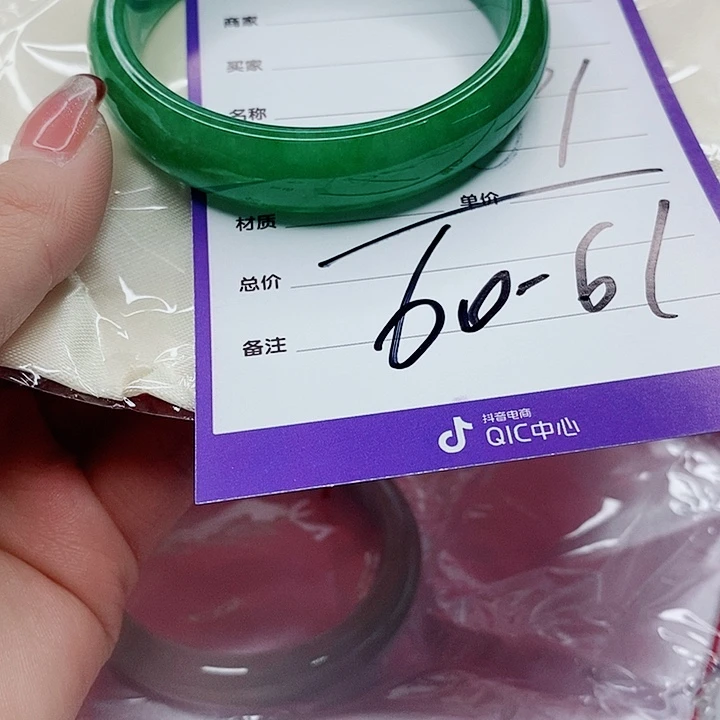 商家
买家
名称
材质
单价
总价
60-61
备注
抖音电商
QIC中心